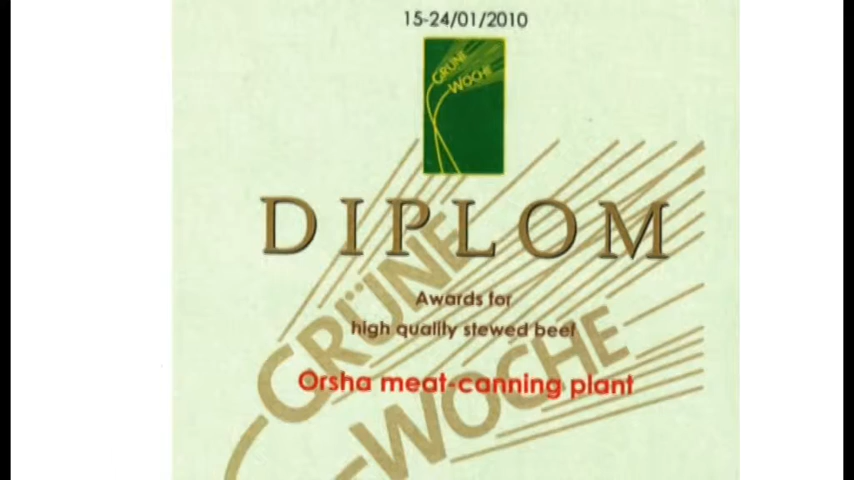 15-24/01/2010
GRÜNE
WOCHE
DIPLOM
Awards for
high quality stewed beef
Orsha meat-canning plant
GRÜNE
WOCHE